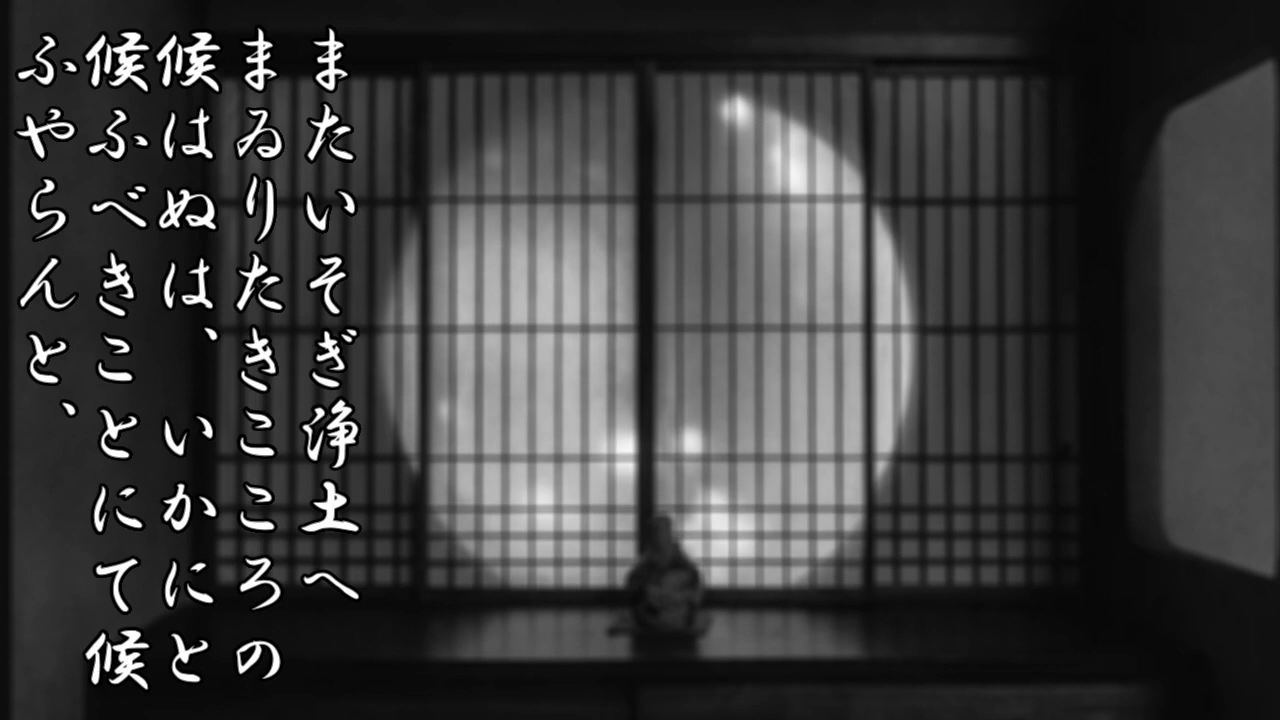 またいそぎ浄土へ
まゐりたきこころの
候はぬは、いかにと
候ふべきことにて候
ふやらんと、